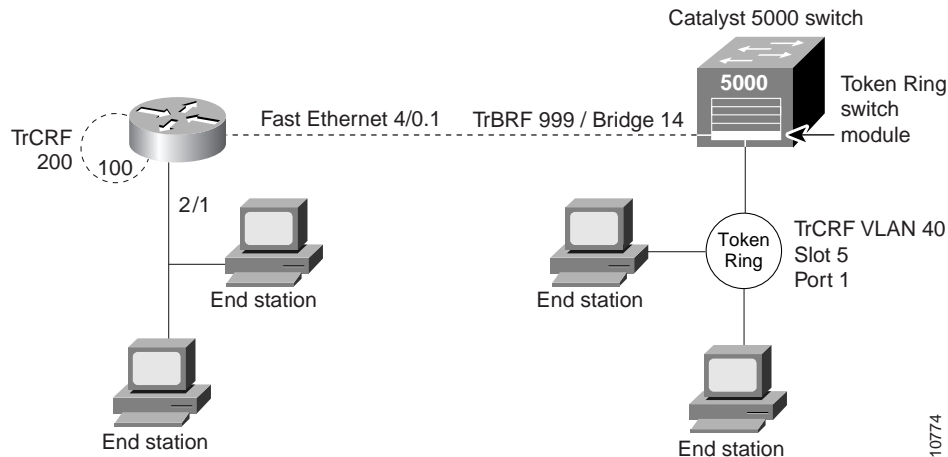 Catalyst 5000 switch
5000
Token Ring
switch
module
Fast Ethernet 4/0.1
TrBRF 999 / Bridge 14
TrCRF
200
100
2/1
End station
End station
Token
Ring
TrCRF VLAN 40
Slot 5
Port 1
End station
End station
10774